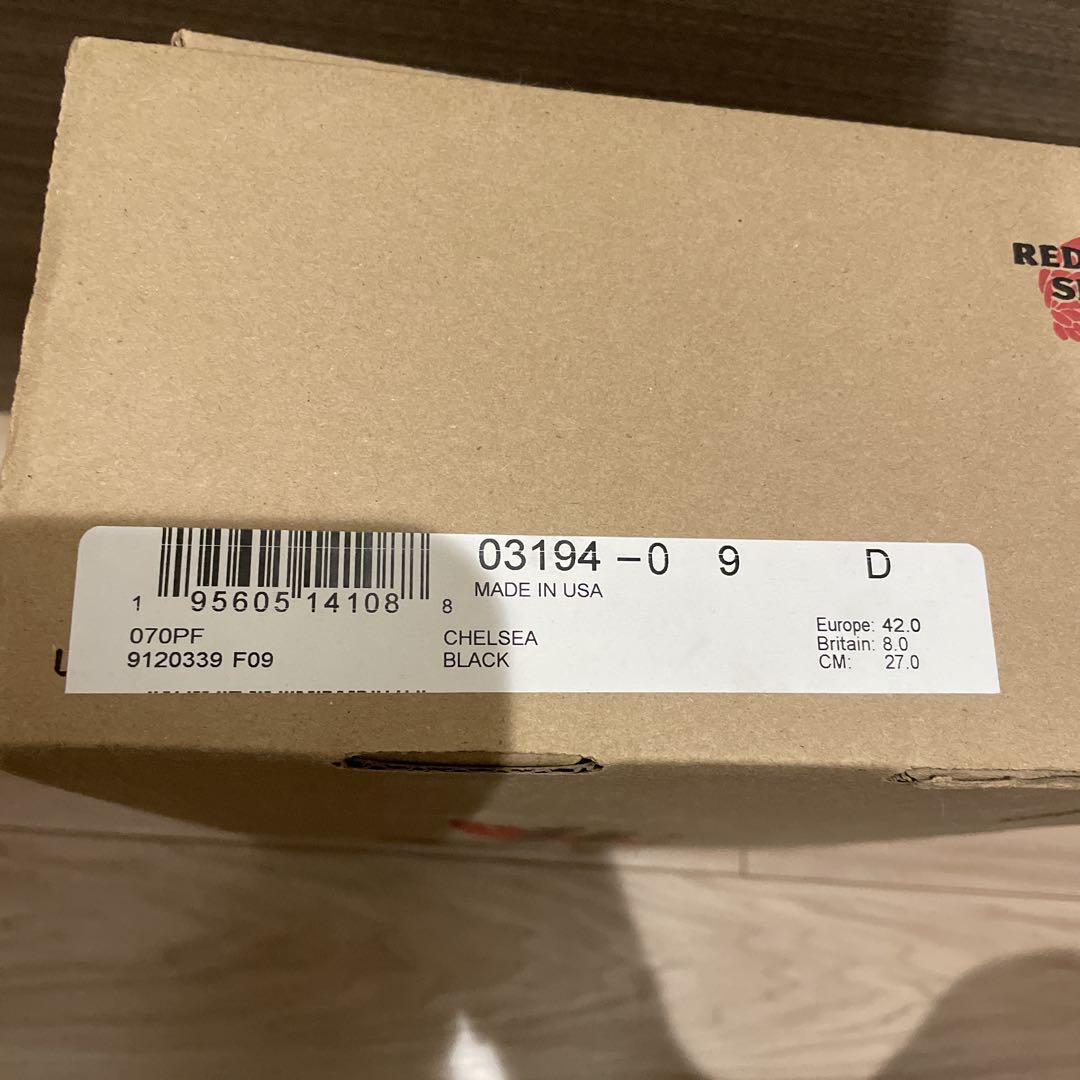 RED
03194-0 9 D
MADE IN USA
1 95605 14108 8
070PF
9120339 F09
CHELSEA
BLACK
Europe: 42.0
Britain: 8.0
CM: 27.0